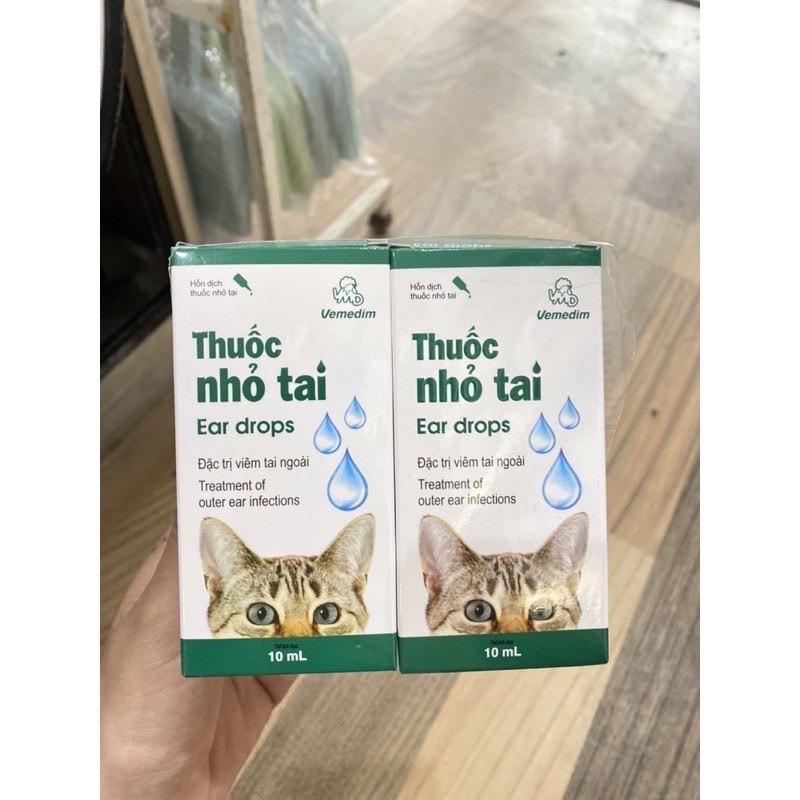 Hỗn dịch
thuốc nhỏ tai
Vemedim
Thuốc
nhỏ tai
Ear drops
Đặc trị viêm tai ngoài
Treatment of
outer ear infections
10 mL
Ear drops
Hỗn dịch
thuốc nhỏ tai
Vemedim
Thuốc
nhỏ tai
Ear drops
Đặc trị viêm tai ngoài
Treatment of
outer ear infections
10 mL